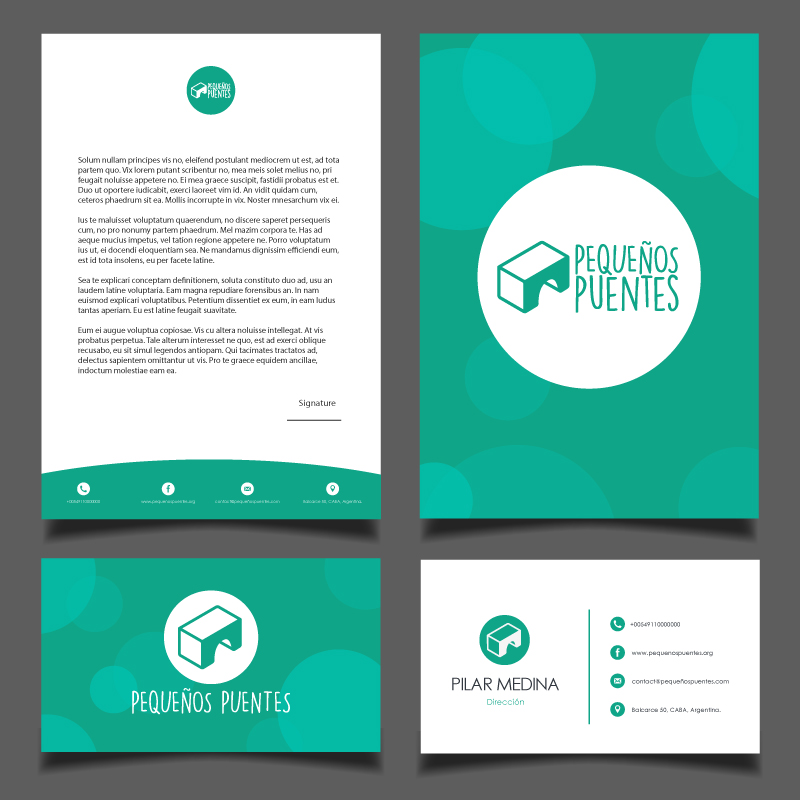 PEQUEÑOS
PUENTES
Solum nullam principes vis no, eleifend postulant mediocrem ut est, ad tota
partem quo. Vix lorem putant scribentur no, mea meis solet melius no, pri
feugait noluisse appetere no. Ei mea graece suscipit, fastidii probatus est et.
Duo ut oportere iudicabit, exerci laoreet vim id. An vidit quidam cum,
ceteros phaedrum sit ea. Mollis incorrupte in vix. Noster mnesarchum vix ei.
Ius te maluisset voluptatum quaerendum, no discere saperet persequeris
cum, no pro nonumy partem phaedrum. Mel mazim corpora te. Has ad
aeque mucius impetus, vel tation regione appetere ne. Porro voluptatum
ius ut, ei docendi eloquentiam sea. Ne mandamus dignissim efficiendi eum,
est id tota insolens, eu per facete latine.
Sea te explicari conceptam definitionem, soluta constituto duo ad, usu an
laudem latine voluptaria. Eam magna repudiare forensibus an. In nam
euismod explicari voluptatibus. Petentium dissentiet ex eum, in eam ludus
tantas aperiam. Eu est latine feugait suavitate.
Eum ei augue voluptua copiosae. Vis cu altera noluisse intellegat. At vis
probatus perpetua. Tale alterum interesset ne quo, est ad exerci oblique
recusabo, eu sit simul legendos antiopam. Qui tacimates tractatos ad,
delectus sapientem omittantur ut vis. Pro te graece equidem ancillae,
indoctum molestiae eam ea.
Signature
www.pequenospuentes.org
contact@pequeñospuentes.com
Balcarce 50, CABA, Argentina.
PEQUEÑOS
PUENTES
PEQUEÑOS PUENTES
PILAR MEDINA
Dirección
+00549110000000
www.pequenospuentes.org
contact@pequeñospuentes.com
Balcarce 50, CABA, Argentina.